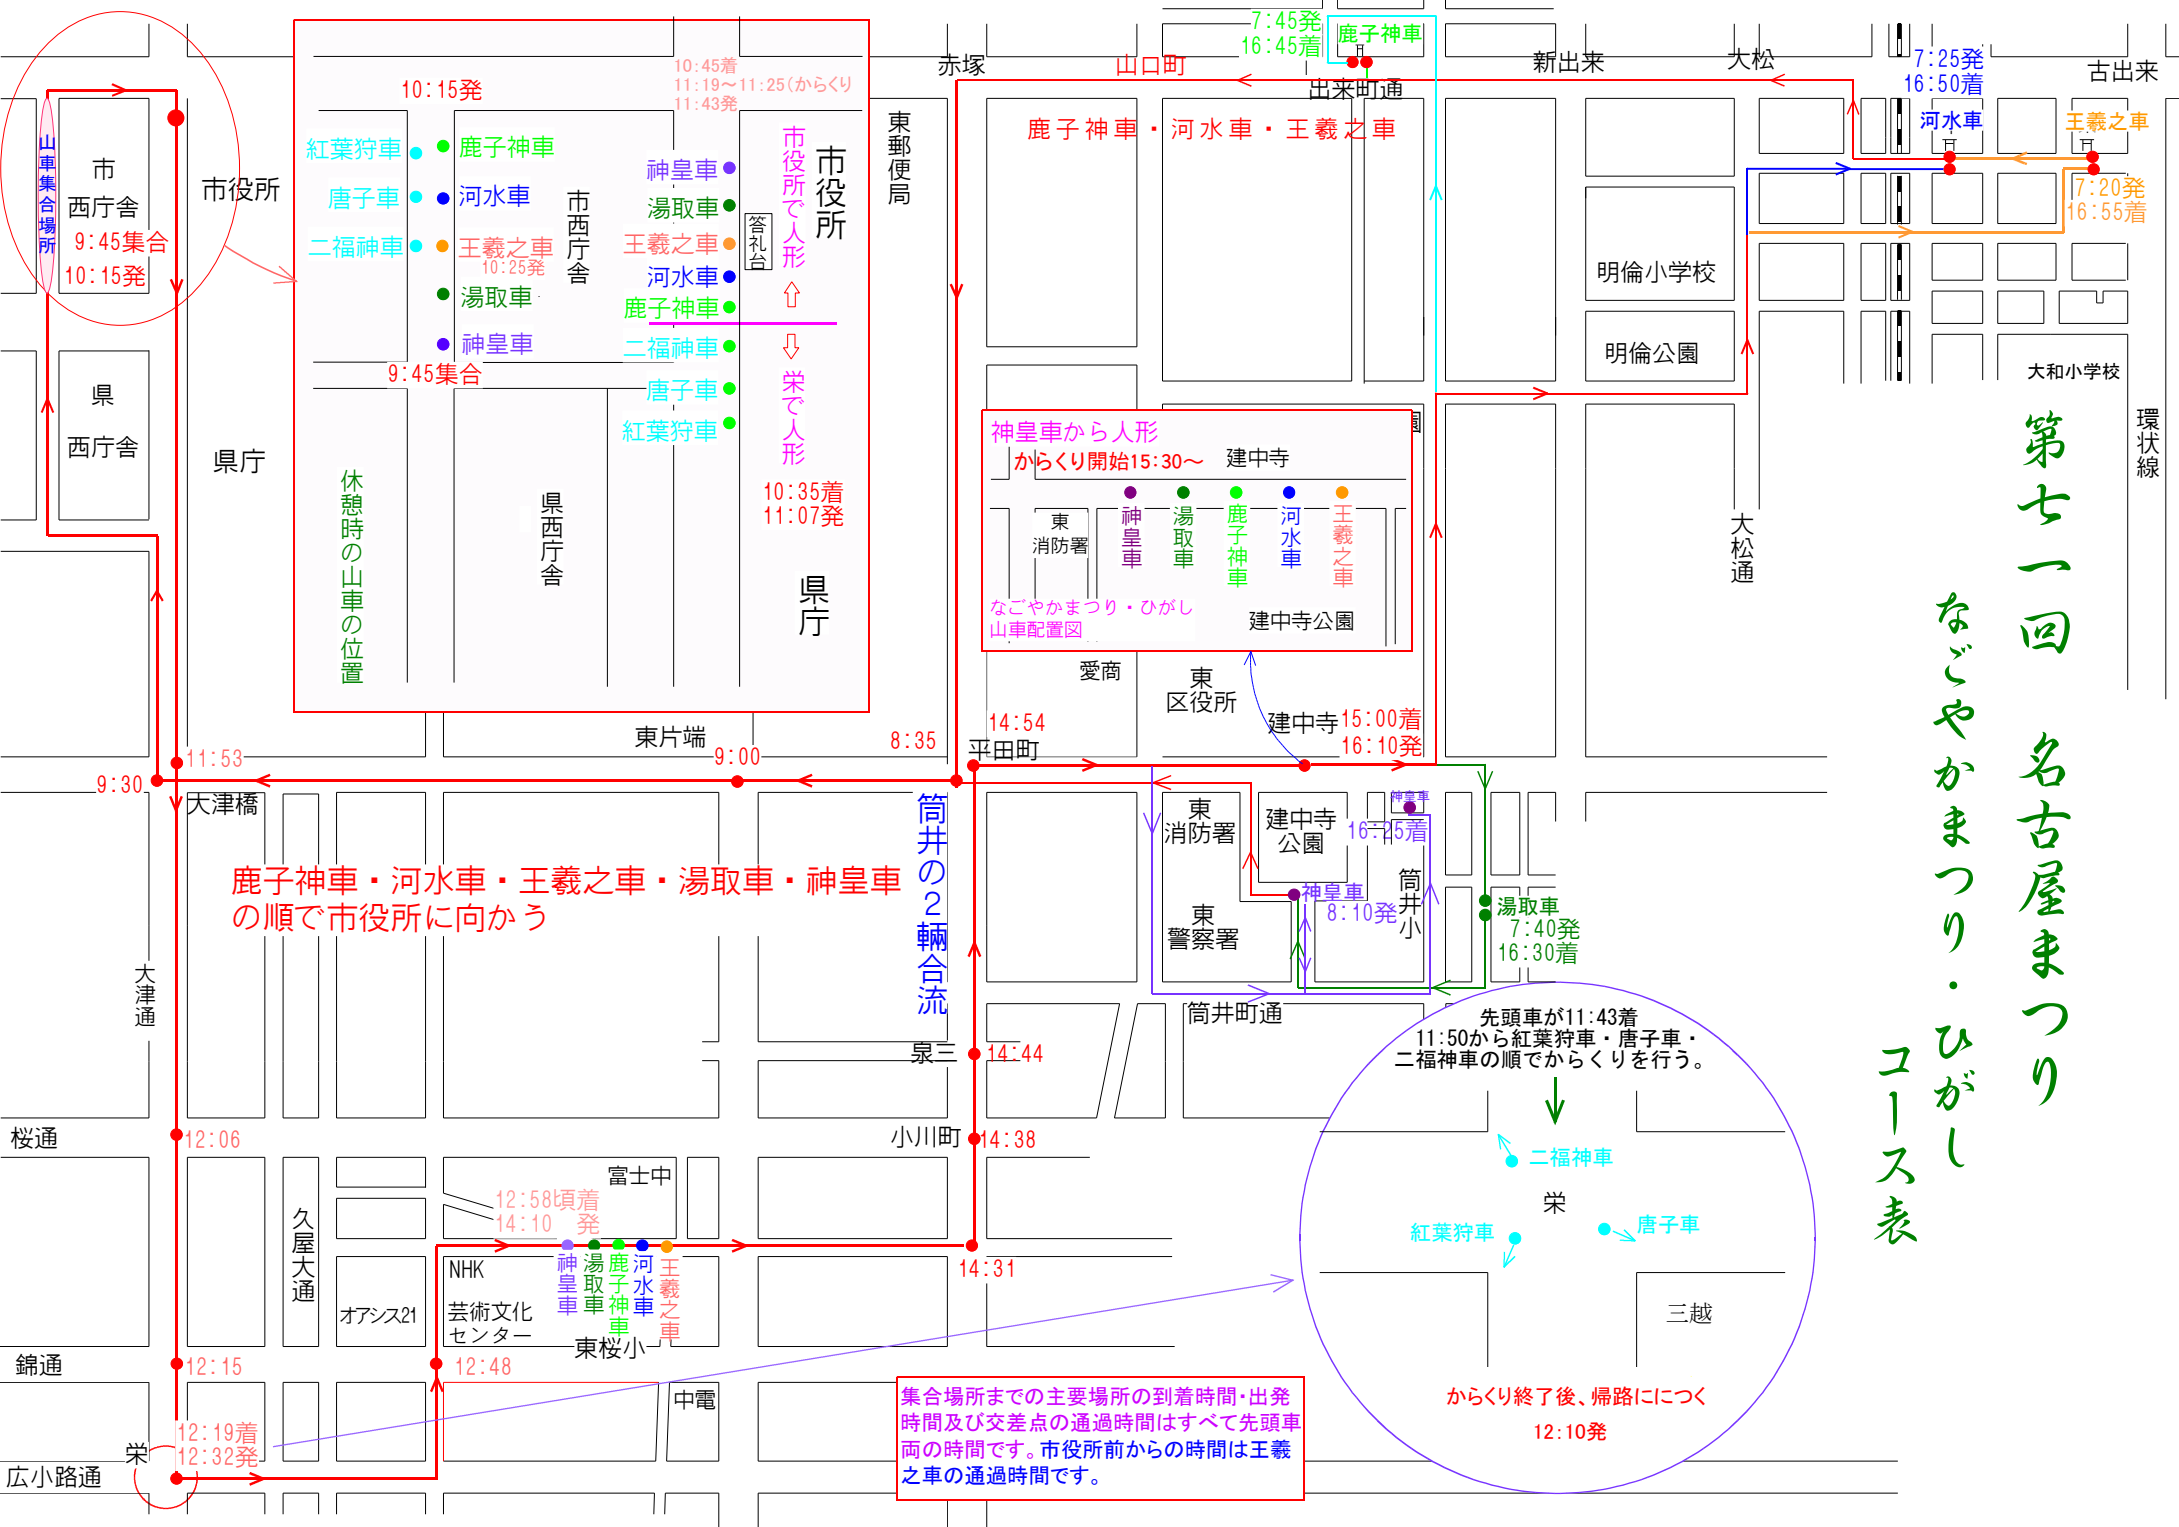 第七一回 名古屋まつり
なごやかまつり・ひがし
コース表
山車集合場所
市
西庁舎
9:45集合
10:15発
市役所
県
西庁舎
県庁
10:15発
紅葉狩車
唐子車
二福神車
鹿子神車
河水車
王羲之車
10:25発
湯取車
神皇車
9:45集合
市西庁舎
休憩時の山車の位置
県西庁舎
10:45着
11:19～11:25(からくり
11:43発
神皇車
湯取車
王羲之車
河水車
鹿子神車
二福神車
唐子車
紅葉狩車
答礼台
市役所で人形
⇧
⇩
栄で人形
市役所
10:35着
11:07発
県庁
東郵便局
赤塚
山口町
7:45発
16:45着
鹿子神車
出来町通
新出来
大松
7:25発
16:50着
河水車
古出来
王羲之車
7:20発
16:55着
鹿子神車・河水車・王羲之車
明倫小学校
明倫公園
大和小学校
環状線
大松通
園
神皇車から人形
からくり開始15:30～
建中寺
東
消防署
神皇車
湯取車
鹿子神車
河水車
王羲之車
なごやかまつり・ひがし
山車配置図
建中寺公園
愛商
東
区役所
建中寺
15:00着
16:10発
14:54
平田町
8:35
東片端
9:00
11:53
9:30
大津橋
鹿子神車・河水車・王羲之車・湯取車・神皇車
の順で市役所に向かう
筒井の2輛合流
東
消防署
建中寺
公園
神皇車
16:25着
神皇車
8:10発
筒井小
湯取車
7:40発
16:30着
東
警察署
筒井町通
大津通
泉三
14:44
桜通
12:06
小川町
14:38
富士中
12:58頃着
14:10 発
久屋大通
NHK
芸術文化
センター
オアシス21
神皇車
湯取車
鹿子神車
河水車
王羲之車
東桜小
14:31
錦通
12:15
12:48
中電
栄
12:19着
12:32発
広小路通
先頭車が11:43着
11:50から紅葉狩車・唐子車・
二福神車の順でからくりを行う。
二福神車
栄
紅葉狩車
唐子車
三越
からくり終了後、帰路ににつく
12:10発
集合場所までの主要場所の到着時間・出発
時間及び交差点の通過時間はすべて先頭車
両の時間です。市役所前からの時間は王羲
之車の通過時間です。